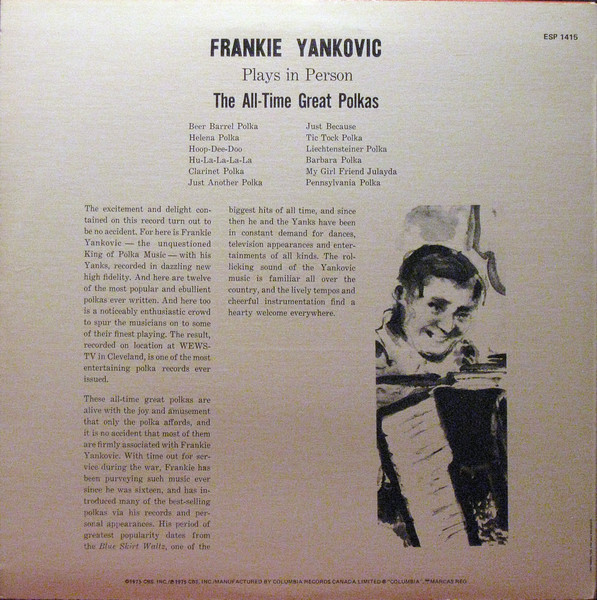 ESP 1415
FRANKIE YANKOVIC
Plays in Person
The All-Time Great Polkas
Beer Barrel Polka
Helena Polka
Hoop-Dee-Doo
Hu-La-La-La-La
Clarinet Polka
Just Another Polka
Just Because
Tic Tock Polka
Liechtensteiner Polka
Barbara Polka
My Girl Friend Julayda
Pennsylvania Polka
The excitement and delight con-
tained on this record turn out to
be no accident. For here is Frankie
Yankovic — the unquestioned
King of Polka Music — with his
Yanks, recorded in dazzling new
high fidelity. And here are twelve
of the most popular and ebullient
polkas ever written. And here too
is a noticeably enthusiastic crowd
to spur the musicians on to some
of their finest playing. The result,
recorded on location at WEWS-
TV in Cleveland, is one of the most
entertaining polka records ever
issued.
These all-time great polkas are
alive with the joy and amusement
that only the polka affords, and
it is no accident that most of them
are firmly associated with Frankie
Yankovic. With time out for ser-
vice during the war, Frankie has
been purveying such music ever
since he was sixteen, and has in-
troduced many of the best-selling
polkas via his records and per-
sonal appearances. His period of
greatest popularity dates from
the Blue Skirt Waltz, one of the
biggest hits of all time, and since
then he and the Yanks have been
in constant demand for dances,
television appearances and enter-
tainments of all kinds. The rol-
licking sound of the Yankovic
music is familiar all over the
country, and the lively tempos and
cheerful instrumentation find a
hearty welcome everywhere.
CBS, INC./MANUFACTURED BY COLUMBIA RECORDS CANADA LIMITED ® "COLUMBIA", MARCAS REG.